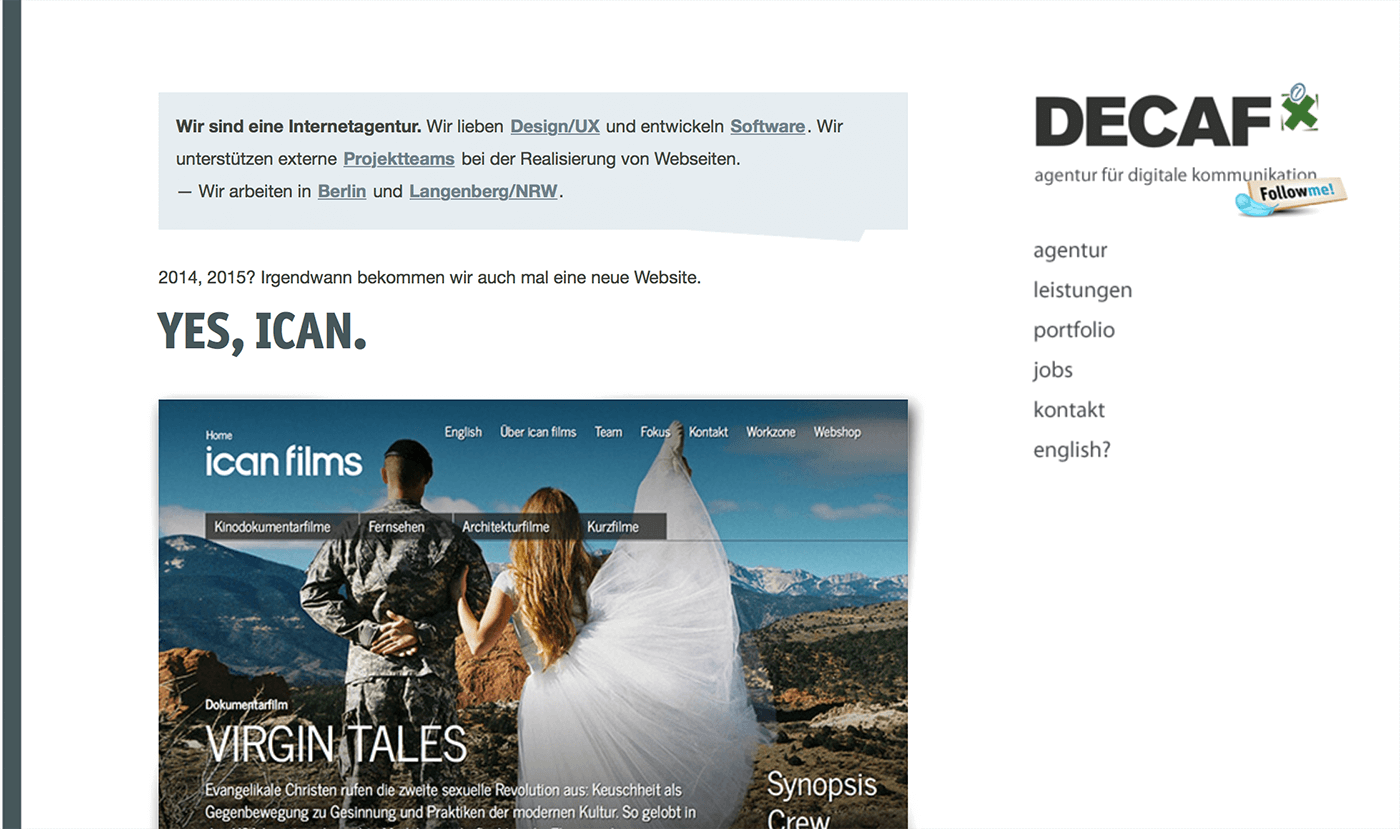 Wir sind eine Internetagentur. Wir lieben Design/UX und entwickeln Software. Wir
unterstützen externe Projektteams bei der Realisierung von Webseiten.
— Wir arbeiten in Berlin und Langenberg/NRW.
2014, 2015? Irgendwann bekommen wir auch mal eine neue Website.
YES, ICAN.
Home
ican films
English Über ican films Team Fokus Kontakt Workzone Webshop
Kinodokumentarfilme Fernsehen Architekturfilme Kurzfilme
Dokumentarfilm
VIRGIN TALES
Evangelikale Christen rufen die zweite sexuelle Revolution aus: Keuschheit als
Gegenbewegung zu Gesinnung und Praktiken der modernen Kultur. So gelobt in
Synopsis
Crew
DECAF
agentur für digitale kommunikation
Followme!
agentur
leistungen
portfolio
jobs
kontakt
english?